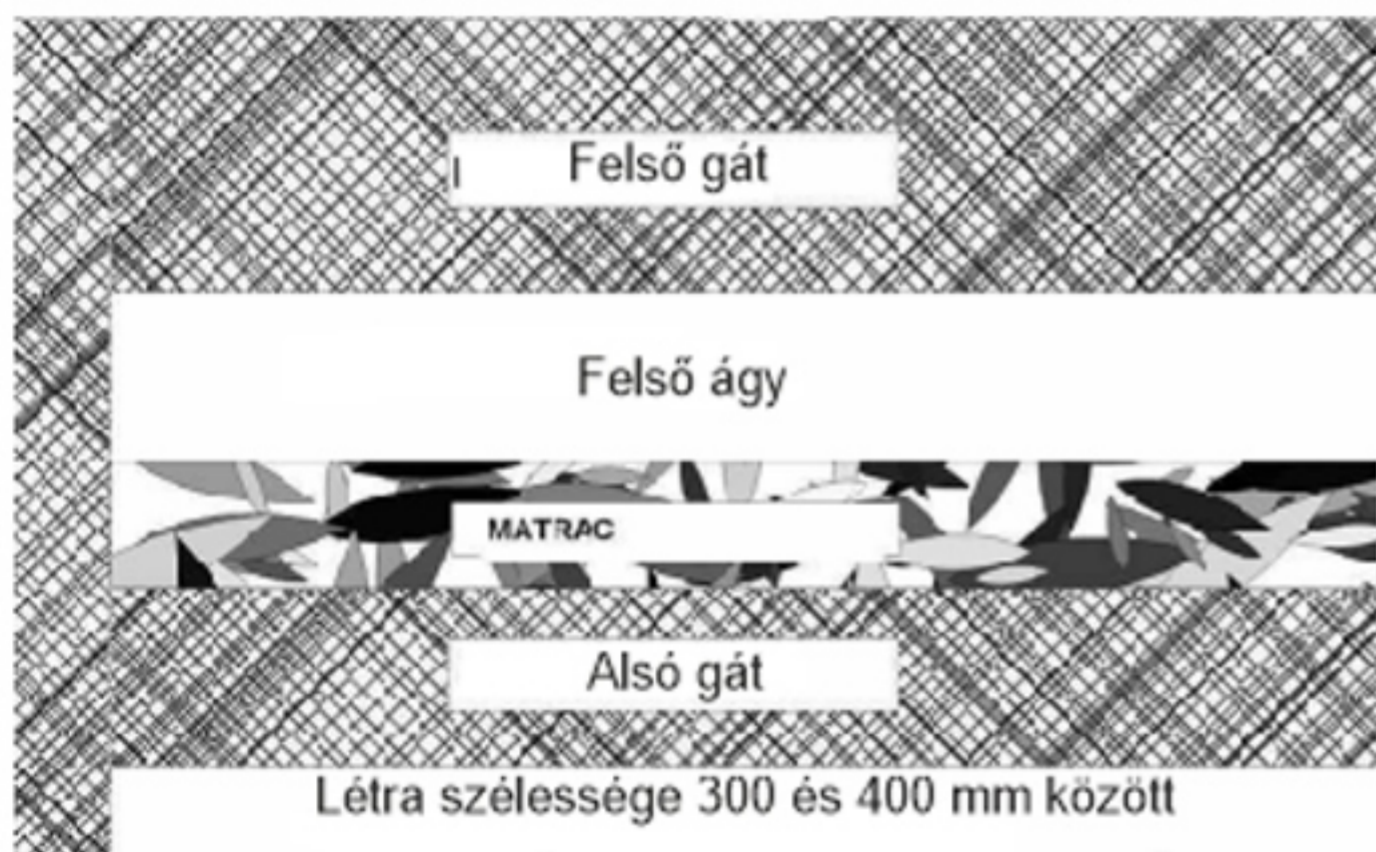 Felső gát
Felső ágy
MATRAC
Alsó gát
Létra szélessége 300 és 400 mm között